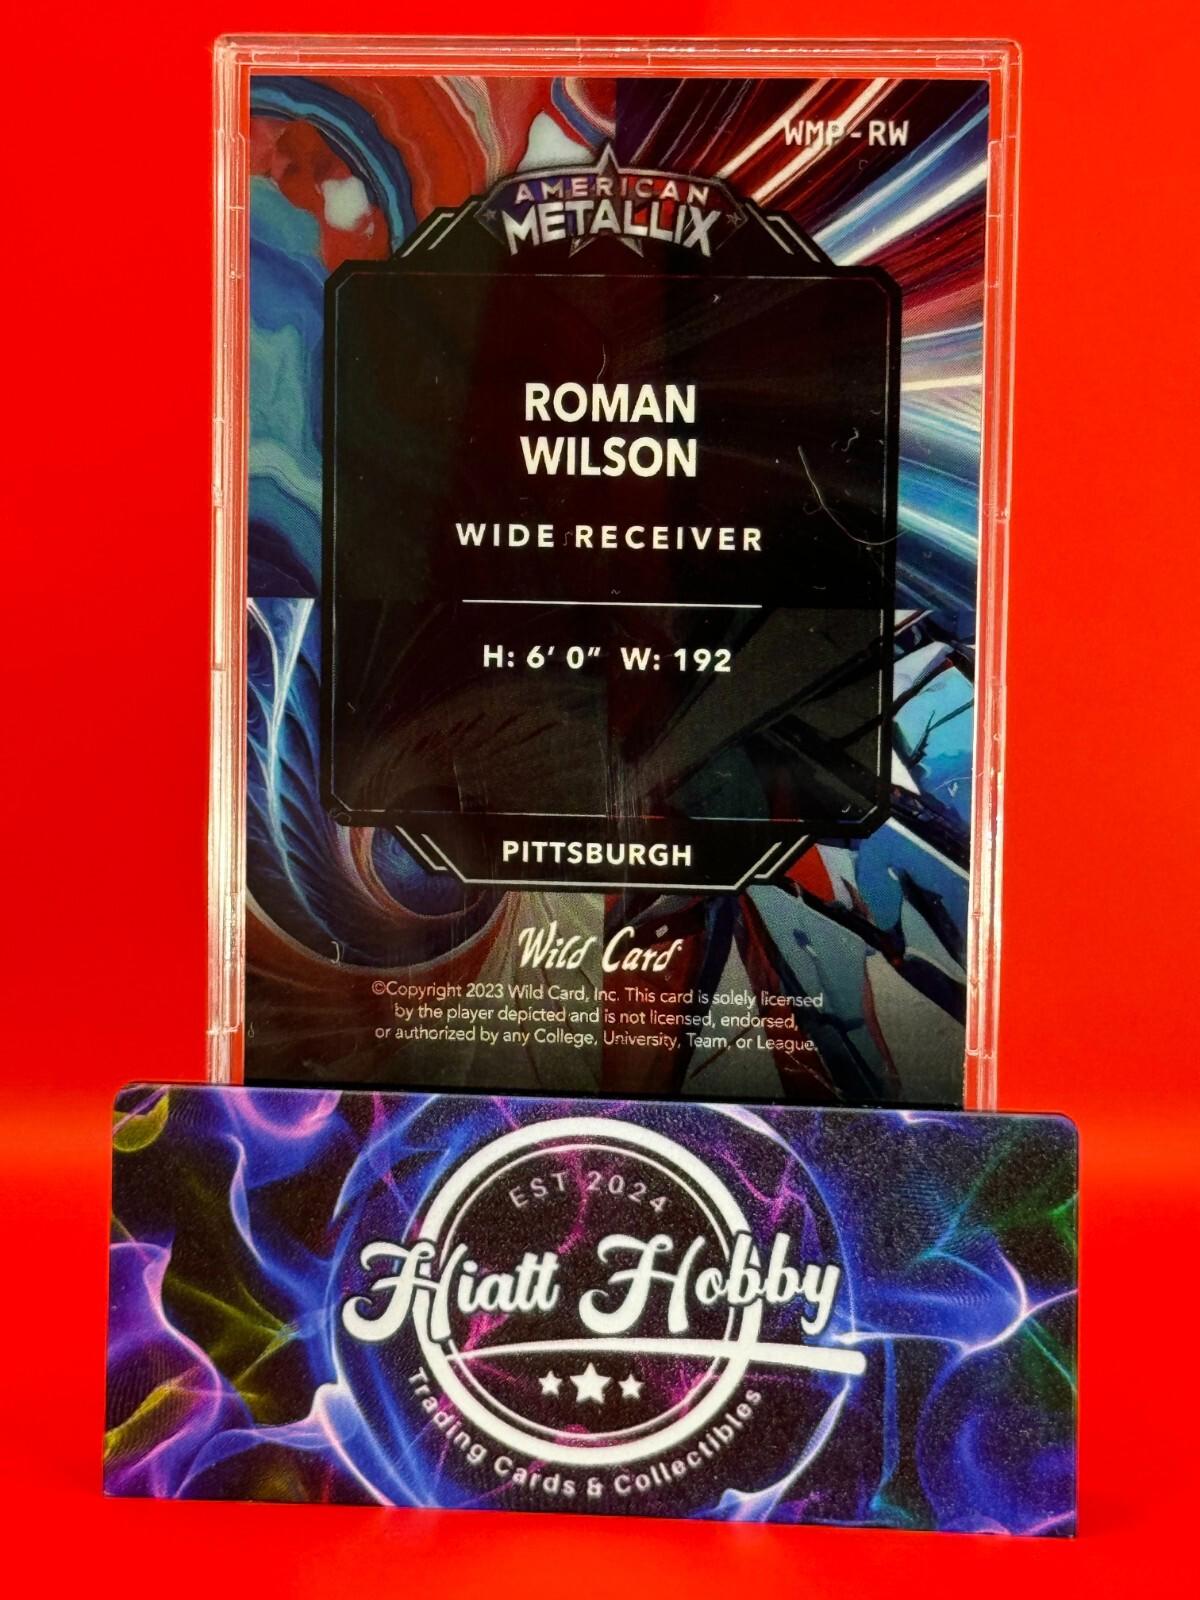 WMP-RW
AMERICAN
METALLIX
ROMAN
WILSON
WIDE RECEIVER
H: 6' 0" W: 192
PITTSBURGH
Wild Card
©Copyright 2023 Wild Card, Inc. This card is solely licensed
by the player depicted and is not licensed, endorsed,
or authorized by any College, University, Team, or League.
EST 2024
Hiatt Hobby
Trading Cards & Collectibles